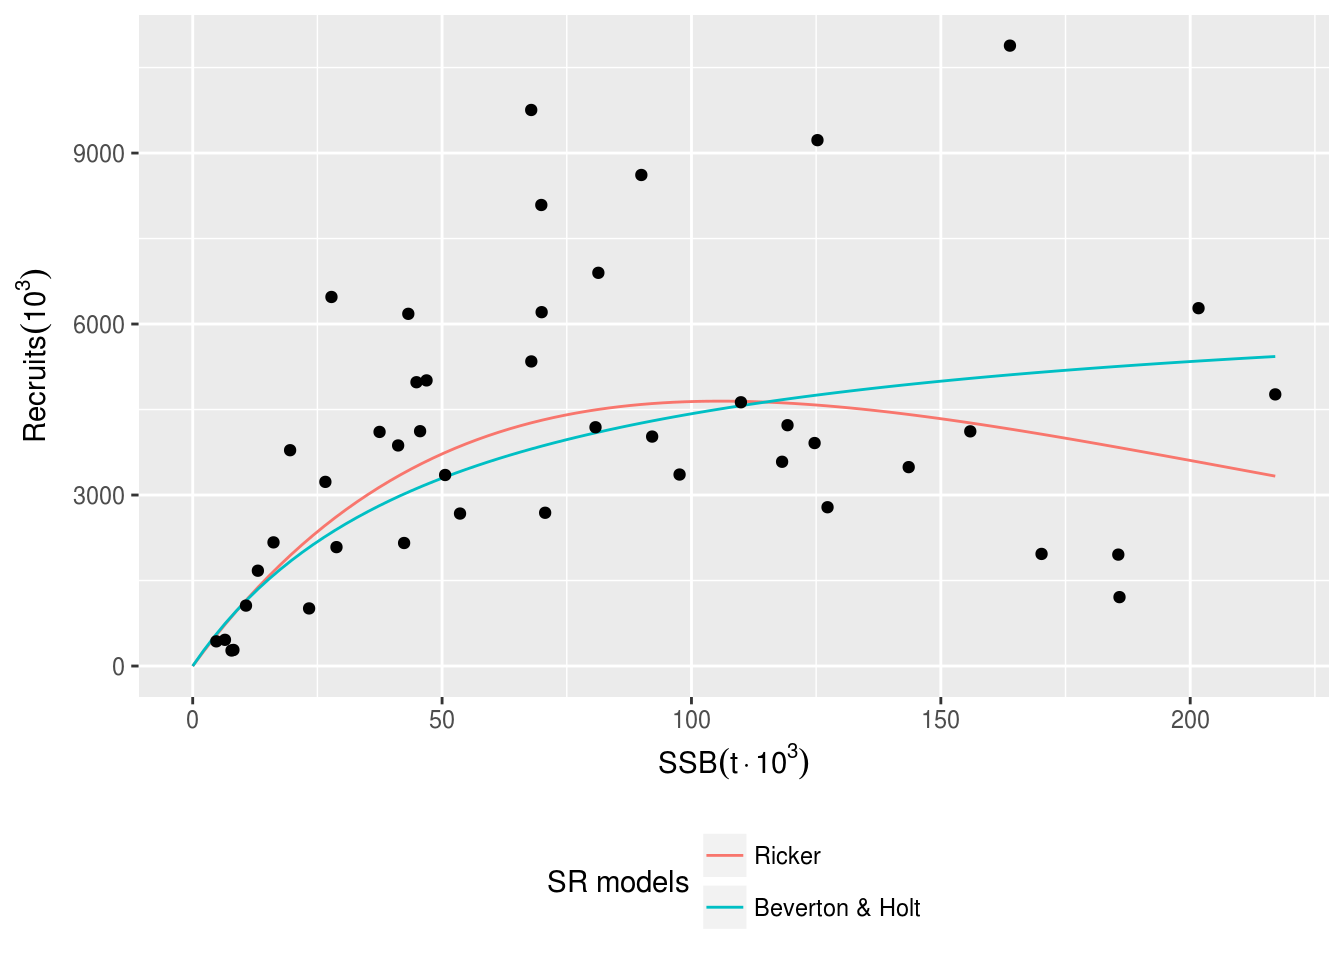 9000
6000
3000
0
Recruits(10³)
0 50 100 150 200
SSB(t · 10³)
SR models
Ricker
Beverton & Holt